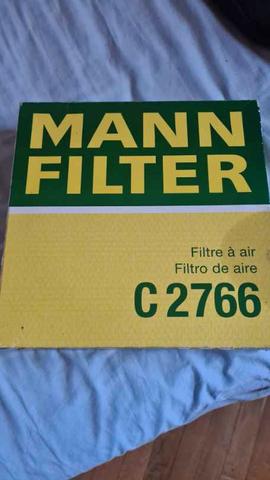 MANN
FILTER
Filtre à air
Filtro de aire
C 2766